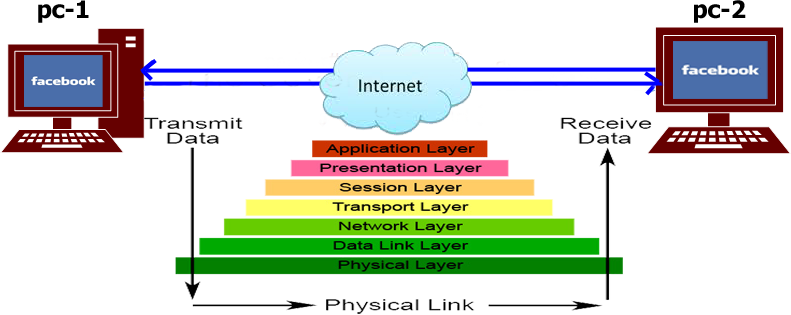 pc-1
pc-2
facebook
Internet
facebook
Transmit
Data
Receive
Data
Application Layer
Presentation Layer
Session Layer
Transport Layer
Network Layer
Data Link Layer
Physical Layer
Physical Link